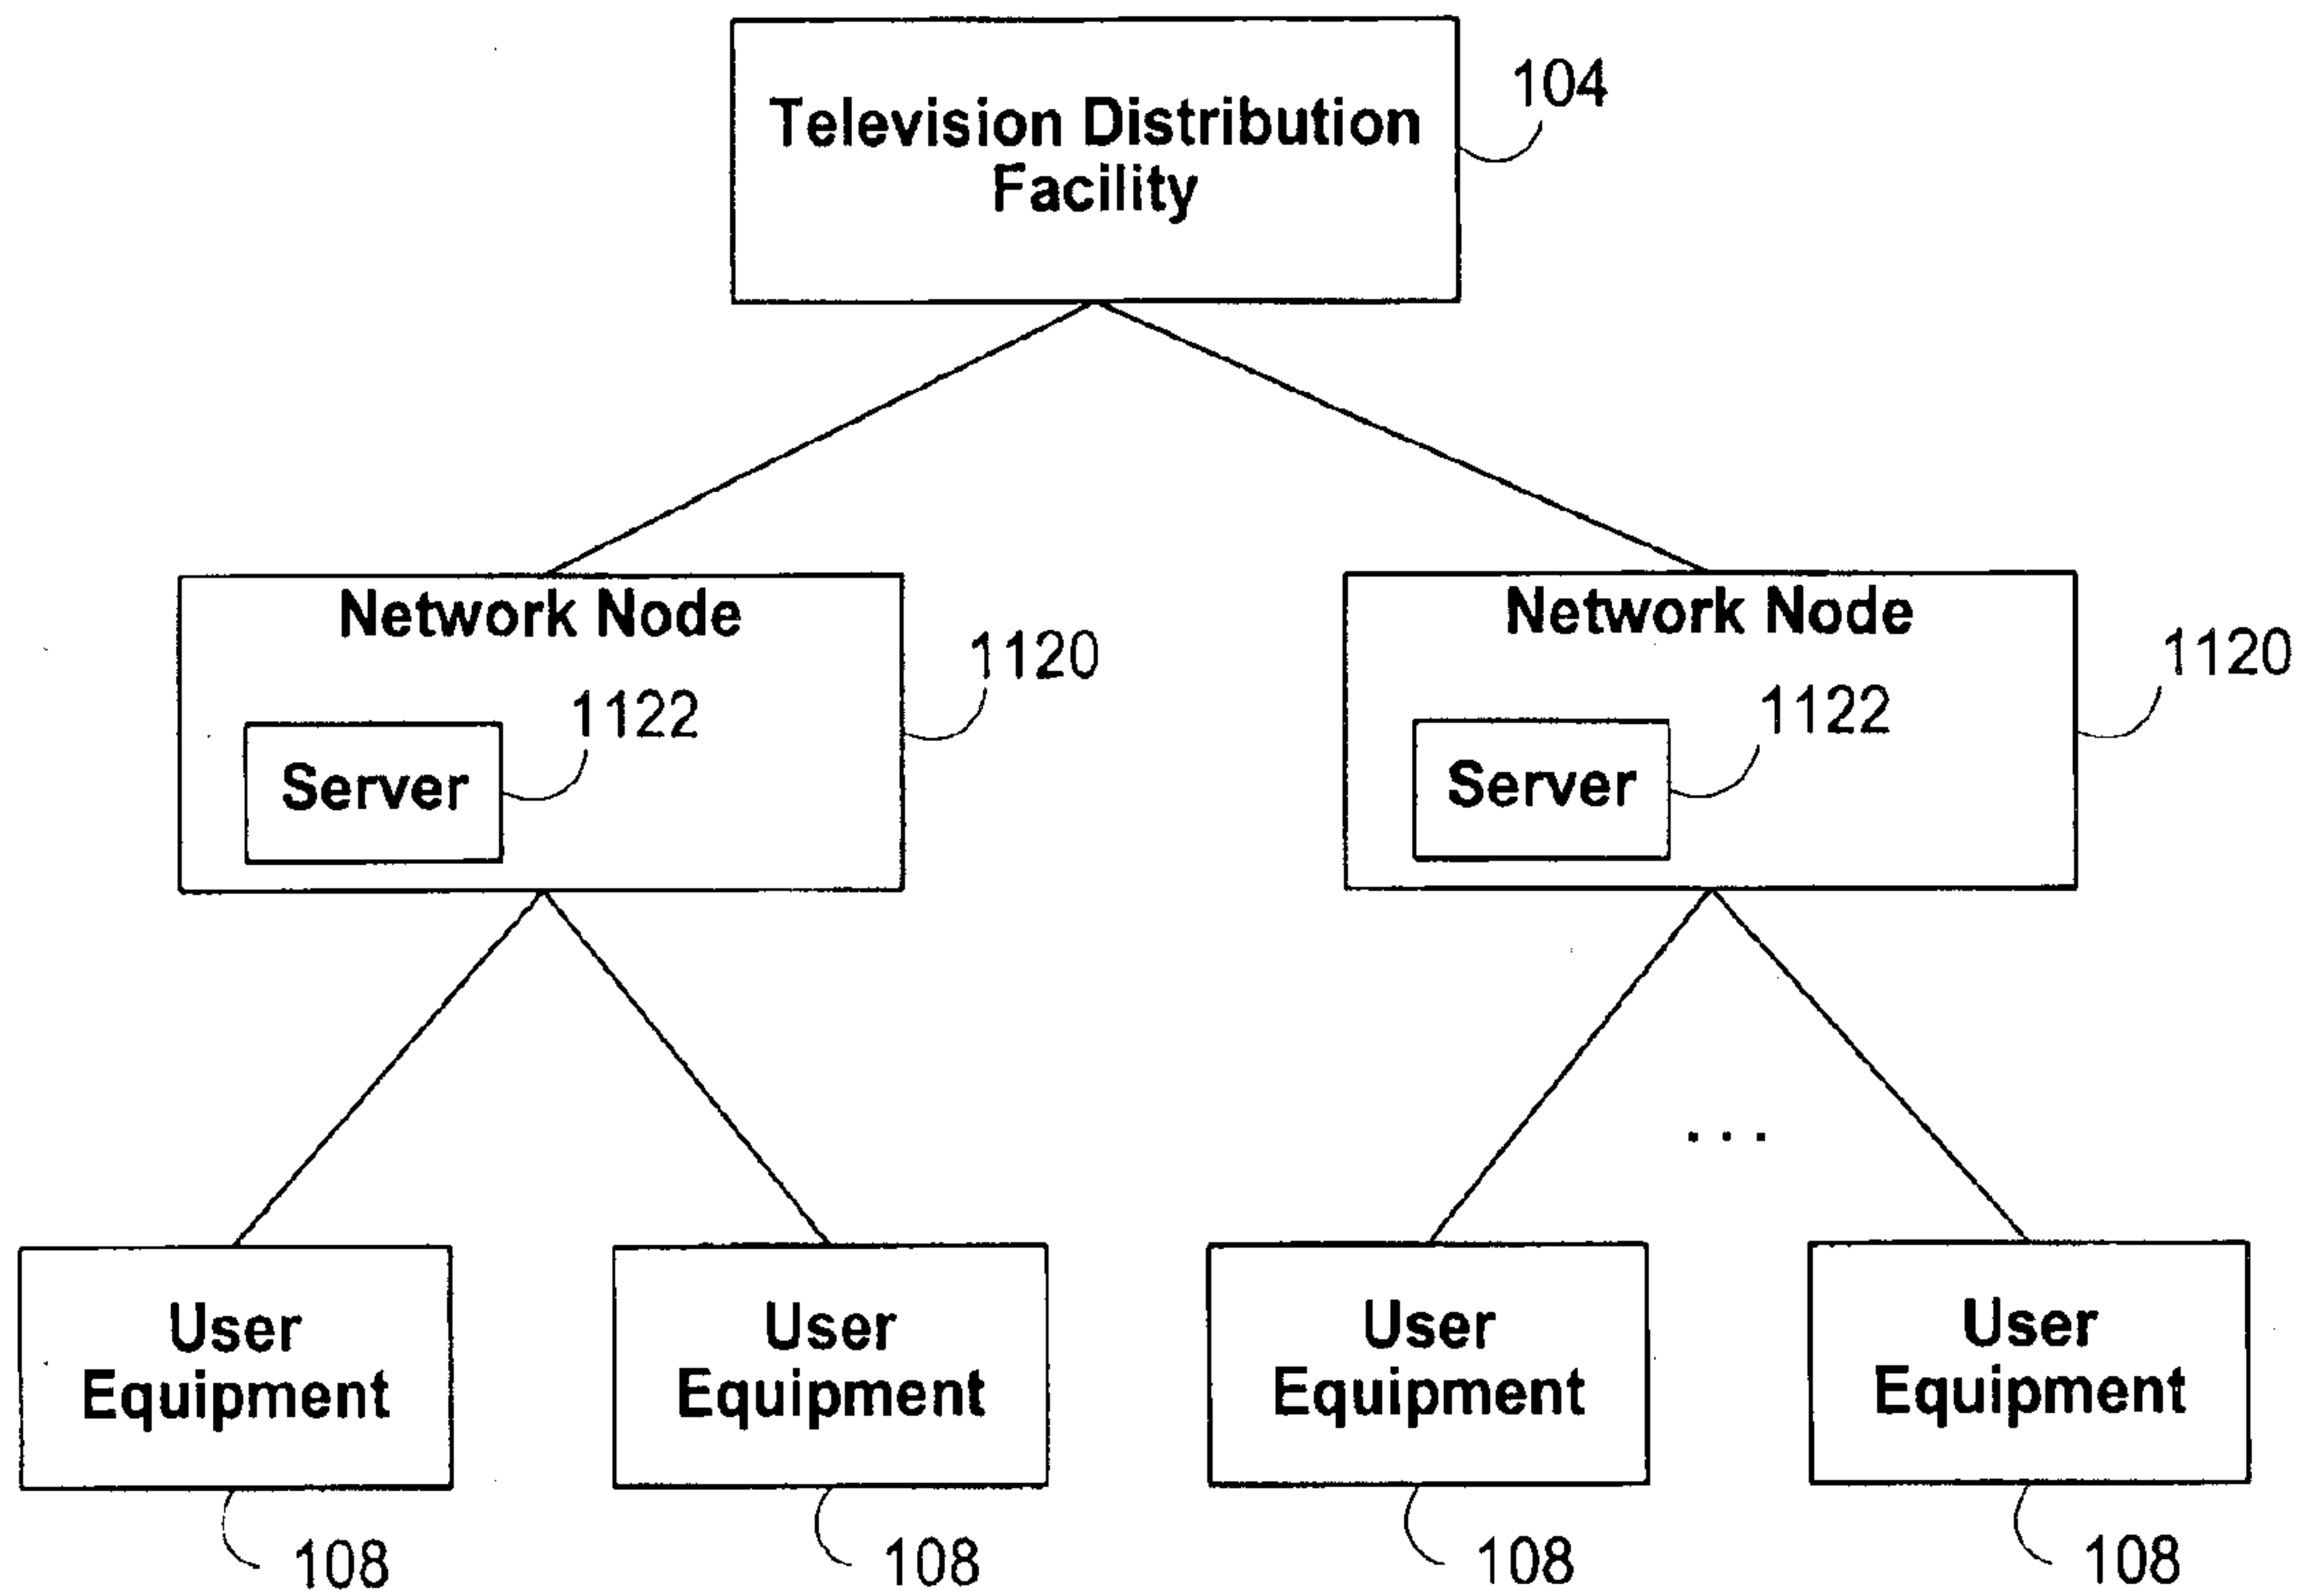 Television Distribution
Facility
104
Network Node
1120
1122
Server
Network Node
1120
1122
Server
...
User
Equipment
108
User
Equipment
108
User
Equipment
108
User
Equipment
108